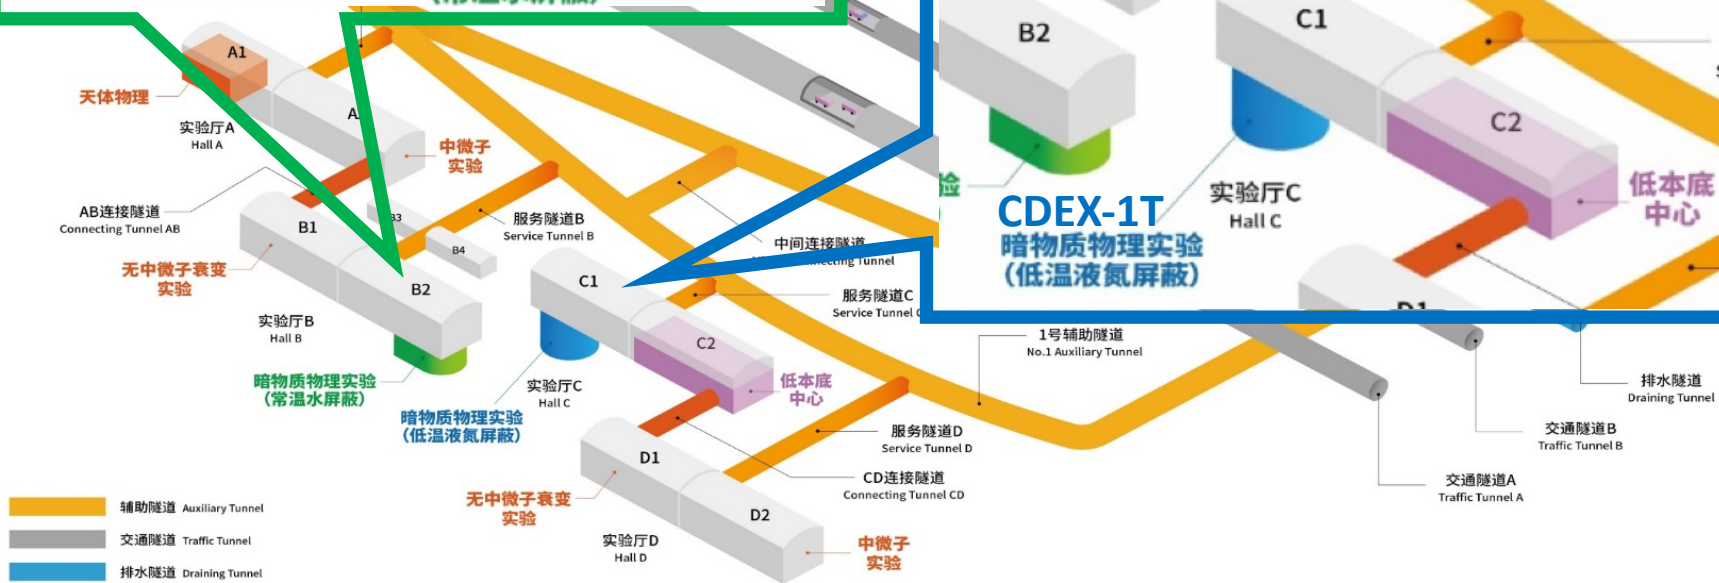 A1
天体物理
实验厅A
Hall A
中微子
实验
AB连接隧道
Connecting Tunnel AB
B1
B3
B4
服务隧道B
Service Tunnel B
无中微子衰变
实验
B2
实验厅B
Hall B
暗物质物理实验
(常温水屏蔽)
中间连接隧道
C1
服务隧道C
Service Tunnel
C2
实验厅C
Hall C
低本底
中心
暗物质物理实验
(低温液氮屏蔽)
1号辅助隧道
No.1 Auxiliary Tunnel
服务隧道D
Service Tunnel D
CD连接隧道
Connecting Tunnel CD
D1
无中微子衰变
实验
D2
实验厅D
Hall D
中微子
实验
B2
C1
C2
CDEX-1T
暗物质物理实验
(低温液氮屏蔽)
实验厅C
Hall C
低本底
中心
D1
排水隧道
Draining Tunnel
交通隧道B
Traffic Tunnel B
交通隧道A
Traffic Tunnel A
辅助隧道 Auxiliary Tunnel
交通隧道 Traffic Tunnel
排水隧道 Draining Tunnel